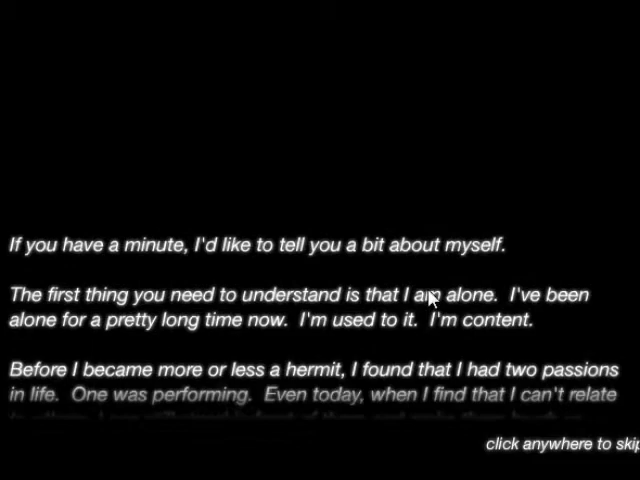 If you have a minute, I'd like to tell you a bit about myself.
The first thing you need to understand is that I am alone.  I've been
alone for a pretty long time now.  I'm used to it.  I'm content.
Before I became more or less a hermit, I found that I had two passions
in life.  One was performing.  Even today, when I find that I can't relate
click anywhere to skip